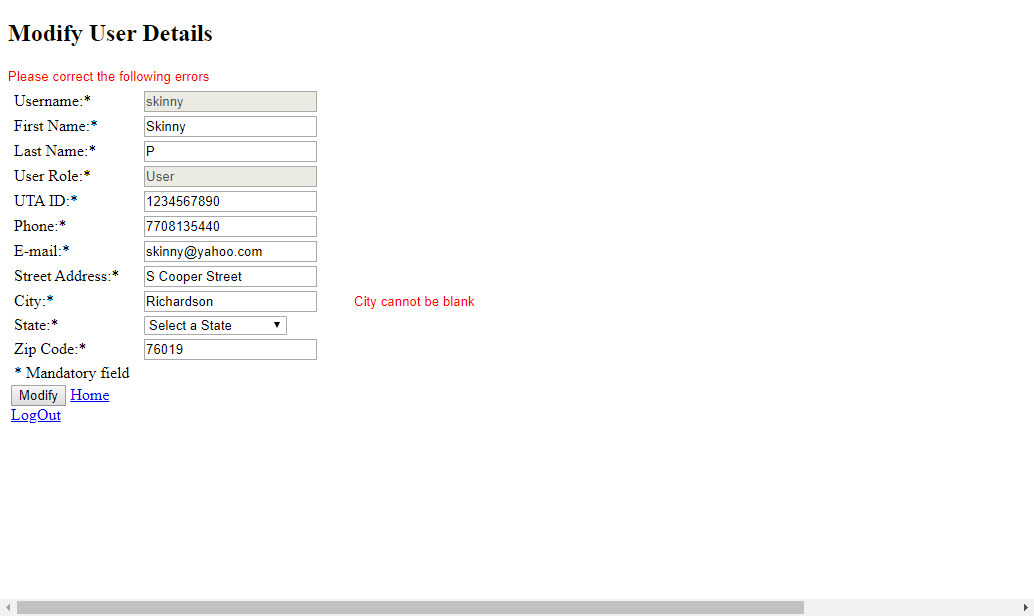 Modify User Details
Please correct the following errors
Username:* skinny
First Name:* Skinny
Last Name:* P
User Role:* User
UTA ID:* 1234567890
Phone:* 7708135440
E-mail:* skinny@yahoo.com
Street Address:* S Cooper Street
City:* Richardson City cannot be blank
State:* Select a State
Zip Code:* 76019
* Mandatory field
Modify Home
LogOut